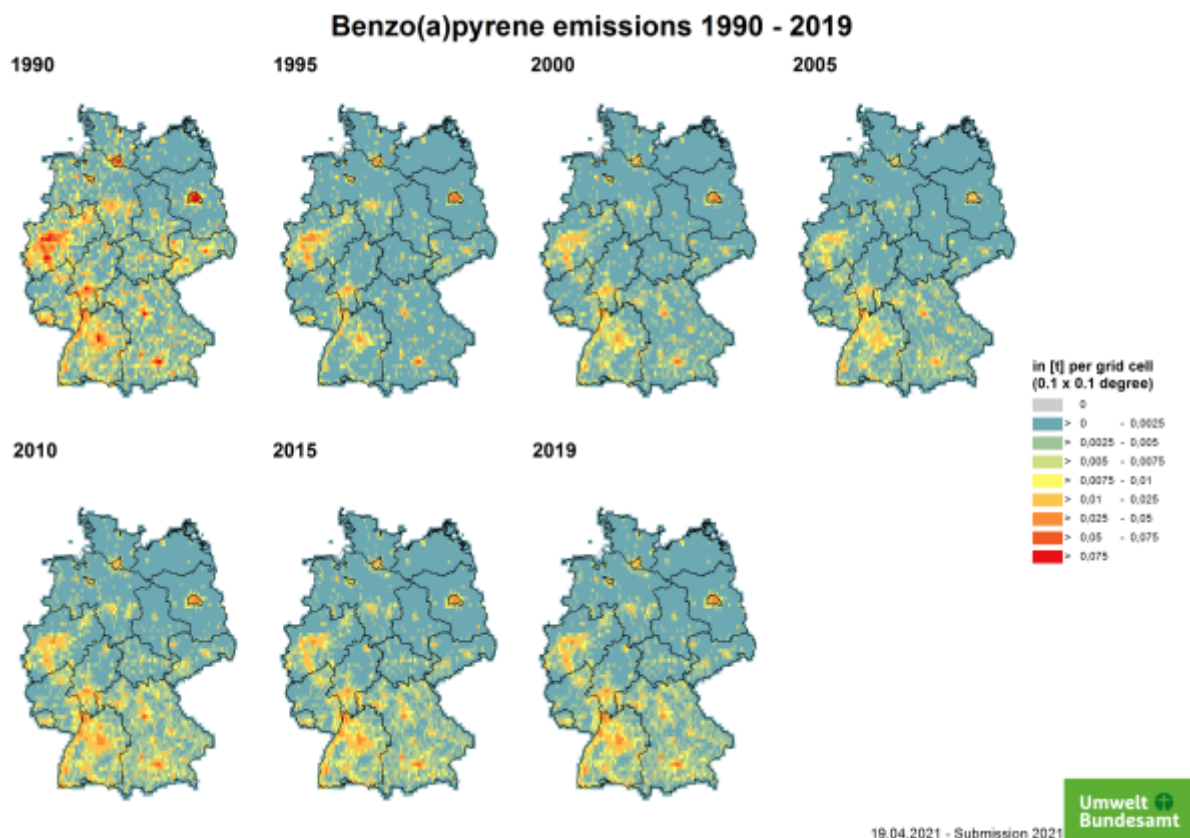 Benzo(a)pyrene emissions 1990 - 2019
1990
1995
2000
2005
in [t] per grid cell
(0.1 x 0.1 degree)
0
> 0 - 0,0025
> 0,0025 - 0,005
> 0,005 - 0,0075
> 0,0075 - 0,01
> 0,01 - 0,025
> 0,025 - 0,05
> 0,05 - 0,075
> 0,075
2010
2015
2019
Umwelt
Bundesamt
19.04.2021 - Submission 2021